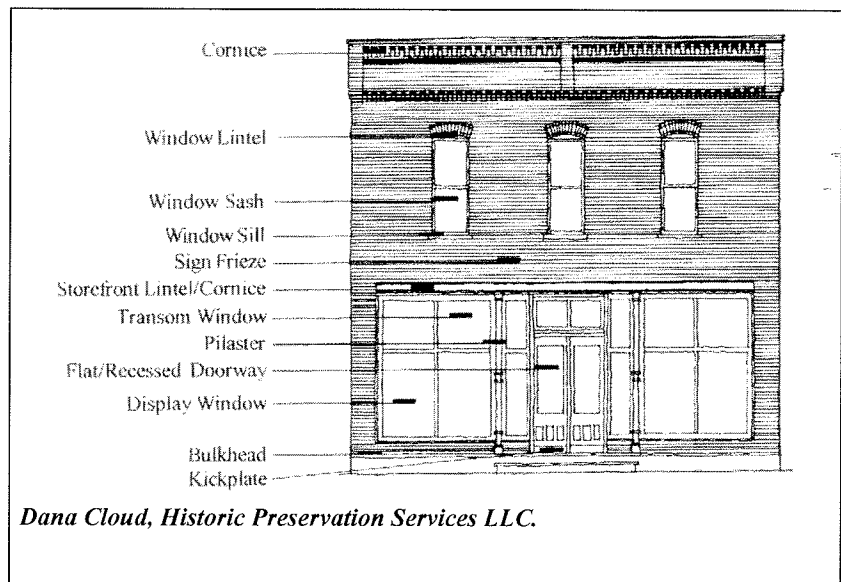 Cornice
Window Lintel
Window Sash
Window Sill
Sign Frieze
Storefront Lintel/Cornice
Transom Window
Pilaster
Flat/Recessed Doorway
Display Window
Bulkhead
Kickplate
Dana Cloud, Historic Preservation Services LLC.